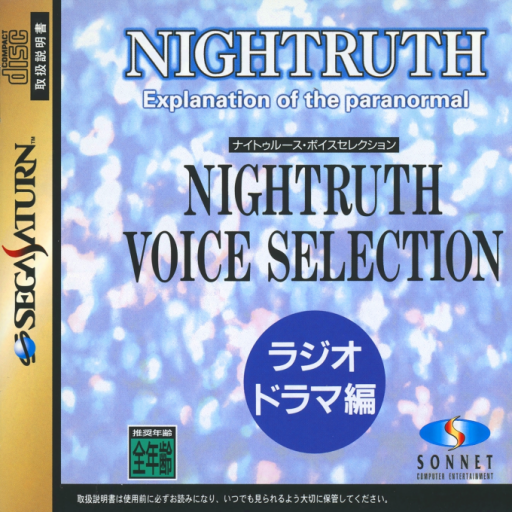 COMPACT
disc
取扱説明書
SEGA SATURN™
NIGHTRUTH
Explanation of the paranormal
ナイトゥルース・ボイスセレクション
NIGHTRUTH
VOICE SELECTION
ラジオ
ドラマ編
推奨年齢
全年齢
SONNET
COMPUTER ENTERTAINMENT
取扱説明書は使用前に必ずお読みになり、いつでも見られるよう大切に保管してください。